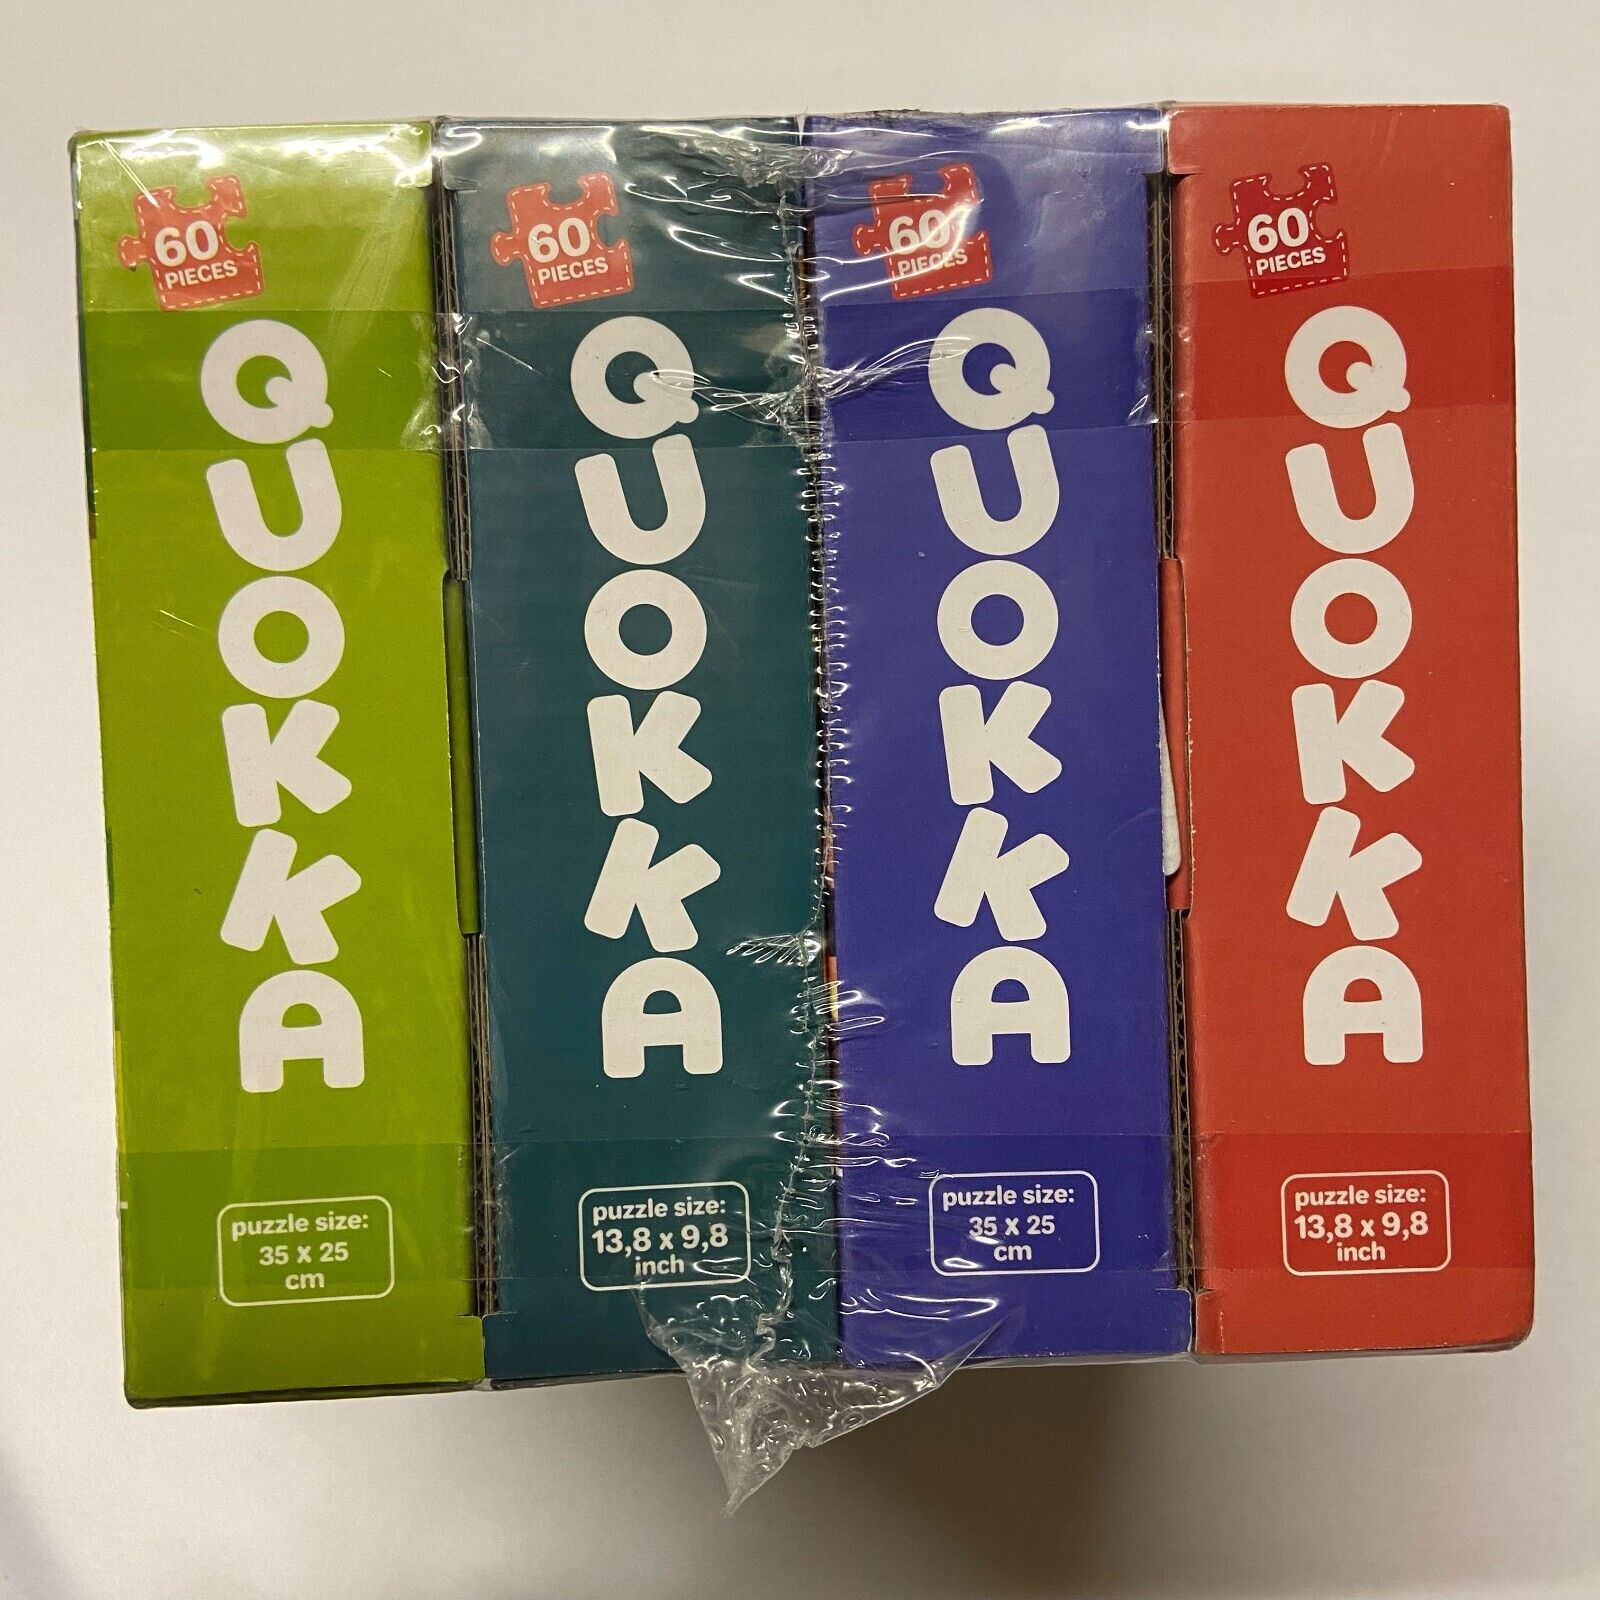 60
PIECES
QUOKKA
puzzle size:
35 x 25
cm
60
PIECES
QUOKKA
puzzle size:
13,8 x 9,8
inch
60
PIECES
QUOKKA
puzzle size:
35 x 25
cm
60
PIECES
QUOKKA
puzzle size:
13,8 x 9,8
inch